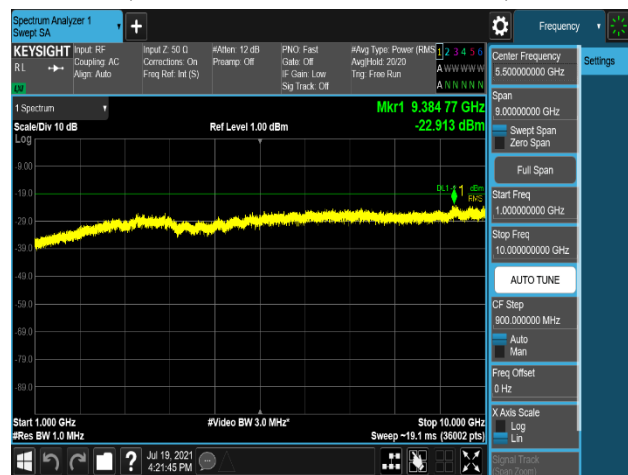 Spectrum Analyzer 1
Swept SA
Frequency
KEYSIGHT
RL
LXI
Input: RF
Coupling: AC
Align: Auto
Input Z: 50 Ω
Corrections: On
Freq Ref: Int (S)
#Atten: 12 dB
Preamp: Off
PNO: Fast
Gate: Off
IF Gain: Low
Sig Track: Off
#Avg Type: Power (RMS
Avg|Hold: 20/20
Trig: Free Run
1 2 3 4 5 6
A W W W W W
A N N N N N
1 Spectrum
Mkr1 9.384 77 GHz
Scale/Div 10 dB
Ref Level 1.00 dBm
-22.913 dBm
Log
-9.00
-19.0
-29.0
-39.0
-49.0
-59.0
-69.0
-79.0
-89.0
1
dBm
RMS
Start 1.000 GHz
#Video BW 3.0 MHz*
Stop 10.000 GHz
#Res BW 1.0 MHz
Sweep ~19.1 ms (36002 pts)
Center Frequency
5.500000000 GHz
Settings
Span
9.00000000 GHz
Swept Span
Zero Span
Full Span
Start Freq
1.000000000 GHz
Stop Freq
10.000000000 GHz
AUTO TUNE
CF Step
900.000000 MHz
Auto
Man
Freq Offset
0 Hz
X Axis Scale
Log
Lin
Signal Track
(Span Zoom)
?
Jul 19, 2021
4:21:45 PM